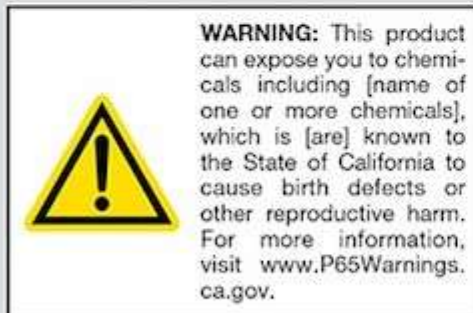 WARNING: This product
can expose you to chemi-
cals including [name of
one or more chemicals],
which is [are] known to
the State of California to
cause birth defects or
other reproductive harm.
For more information,
visit www.P65Warnings.
ca.gov.